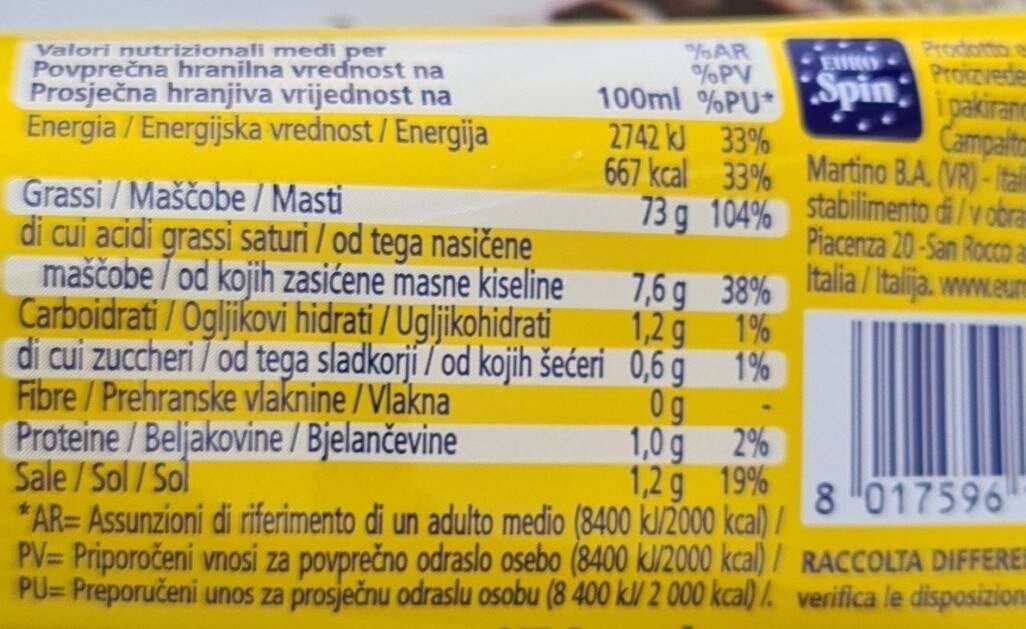 Valori nutrizionali medi per
Povprečna hranilna vrednost na
Prosječna hranjiva vrijednost na
100ml %AR %PV %PU*
Energia / Energijska vrednost / Energija 2742 kJ 33%
667 kcal 33%
Grassi / Maščobe / Masti 73 g 104%
di cui acidi grassi saturi / od tega nasičene
maščobe / od kojih zasićene masne kiseline 7,6 g 38%
Carboidrati / Ogljikovi hidrati / Ugljikohidrati 1,2 g 1%
di cui zuccheri / od tega sladkorji / od kojih šećeri 0,6 g 1%
Fibre / Prehranske vlaknine / Vlakna 0 g -
Proteine / Beljakovine / Bjelančevine 1,0 g 2%
Sale / Sol / Sol 1,2 g 19%
*AR= Assunzioni di riferimento di un adulto medio (8400 kJ/2000 kcal) /
PV= Priporočeni vnosi za povprečno odraslo osebo (8400 kJ/2000 kcal) /
PU= Preporučeni unos za prosječnu odraslu osobu (8 400 kJ/ 2 000 kcal) /.
EURO
Spin
Prodotto
Proizvede
i pakiran
Campalto
Martino B.A. (VR) - Itali
stabilimento di / v obra
Piacenza 20 -San Rocco a
Italia / Italija. www.eur
8 017596
RACCOLTA DIFFERE
verifica le disposizion